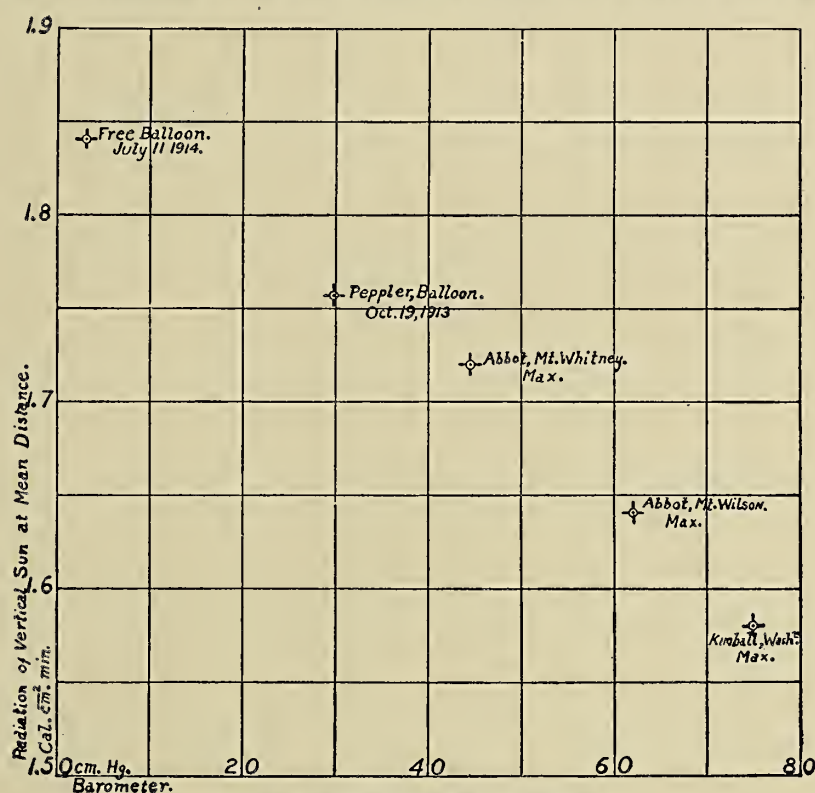 1.9
Free Balloon.
July 11 1914.
1.8
Peppler, Balloon.
Oct. 19, 1913
Abbot, Mt. Whitney.
Max.
1.7
Abbot, Mt. Wilson.
Max.
1.6
Kimball, Wash.
Max.
Radiation of Vertical Sun at Mean Distance.
Cal. c̅m̅² min.
1.5
0 cm. Hg. 20 40 60 80
Barometer.